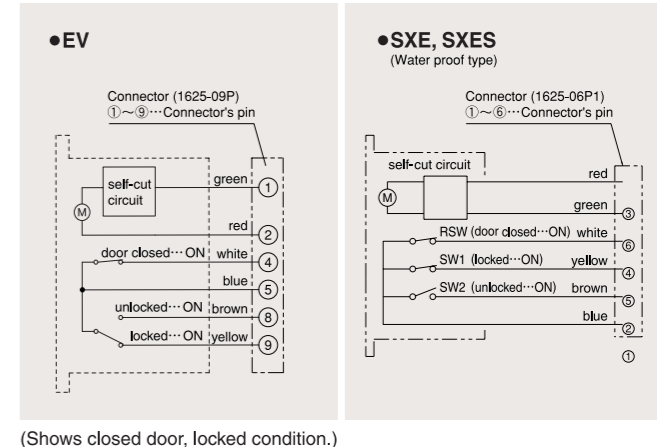 ●EV
Connector (1625-09P)
①～⑨…Connector's pin
self-cut
circuit
M
green
①
red
②
door closed…ON
white
④
blue
⑤
unlocked…ON
brown
⑧
locked…ON
yellow
⑨
●SXE, SXES
(Water proof type)
Connector (1625-06P1)
①～⑥…Connector's pin
self-cut circuit
M
red
green
③
RSW (door closed…ON)
white
⑥
SW1 (locked…ON)
yellow
④
SW2 (unlocked…ON)
brown
⑤
blue
②
①
(Shows closed door, locked condition.)